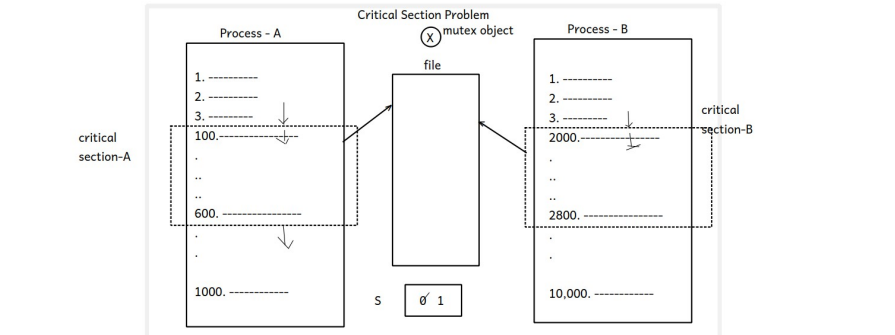 Critical Section Problem
X mutex object
Process - A
1. ----------
2. ----------
3. ---------
critical
section-A
100.----------------
.
..
..
600. ----------------
.
.
1000. ------------
file
S
0 1
Process - B
1. ----------
2. ----------
3. ---------
critical
section-B
2000.----------------
.
..
..
2800. ----------------
.
.
10,000. ------------